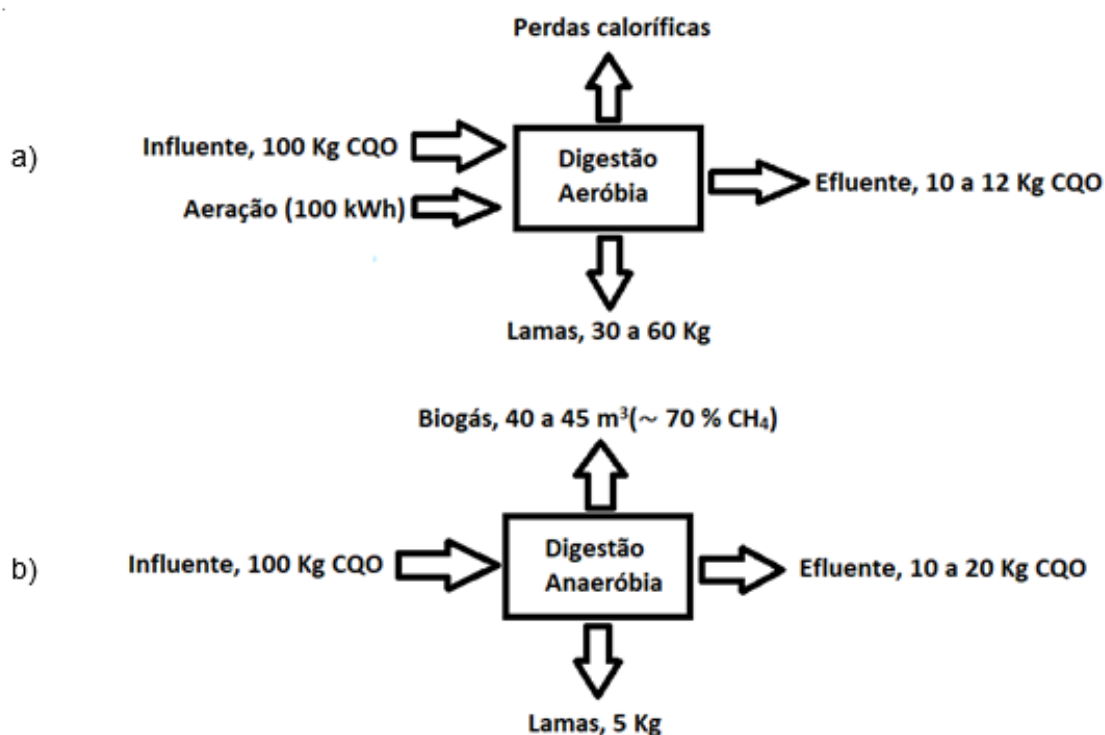 Perdas caloríficas
a)
Influente, 100 Kg CQO
Aeração (100 kWh)
Digestão
Aeróbia
Efluente, 10 a 12 Kg CQO
Lamas, 30 a 60 Kg
Biogás, 40 a 45 m³(~ 70 % CH₄)
b)
Influente, 100 Kg CQO
Digestão
Anaeróbia
Efluente, 10 a 20 Kg CQO
Lamas, 5 Kg